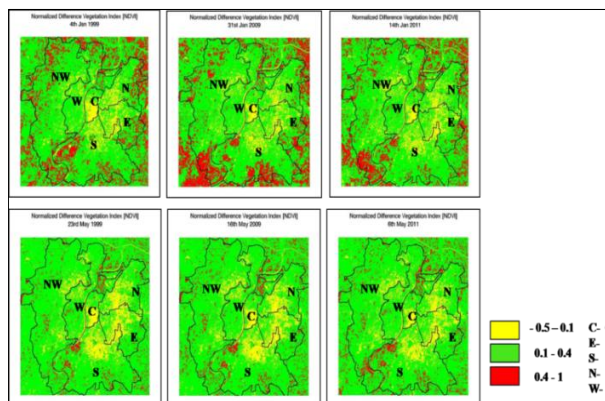 Normalized Difference Vegetation Index [NDVI]
4th Jan 1999
NW
N
W
C
E
S
Normalized Difference Vegetation Index [NDVI]
31st Jan 2009
NW
N
W
C
E
S
Normalized Difference Vegetation Index [NDVI]
14th Jan 2011
NW
N
W
C
E
S
Normalized Difference Vegetation Index [NDVI]
23rd May 1999
NW
N
W
C
E
S
Normalized Difference Vegetation Index [NDVI]
16th May 2009
NW
N
W
C
E
S
Normalized Difference Vegetation Index [NDVI]
6th May 2011
NW
N
W
C
E
S
- 0.5 – 0.1 C-
E-
0.1 - 0.4 S-
N-
0.4 - 1 W-